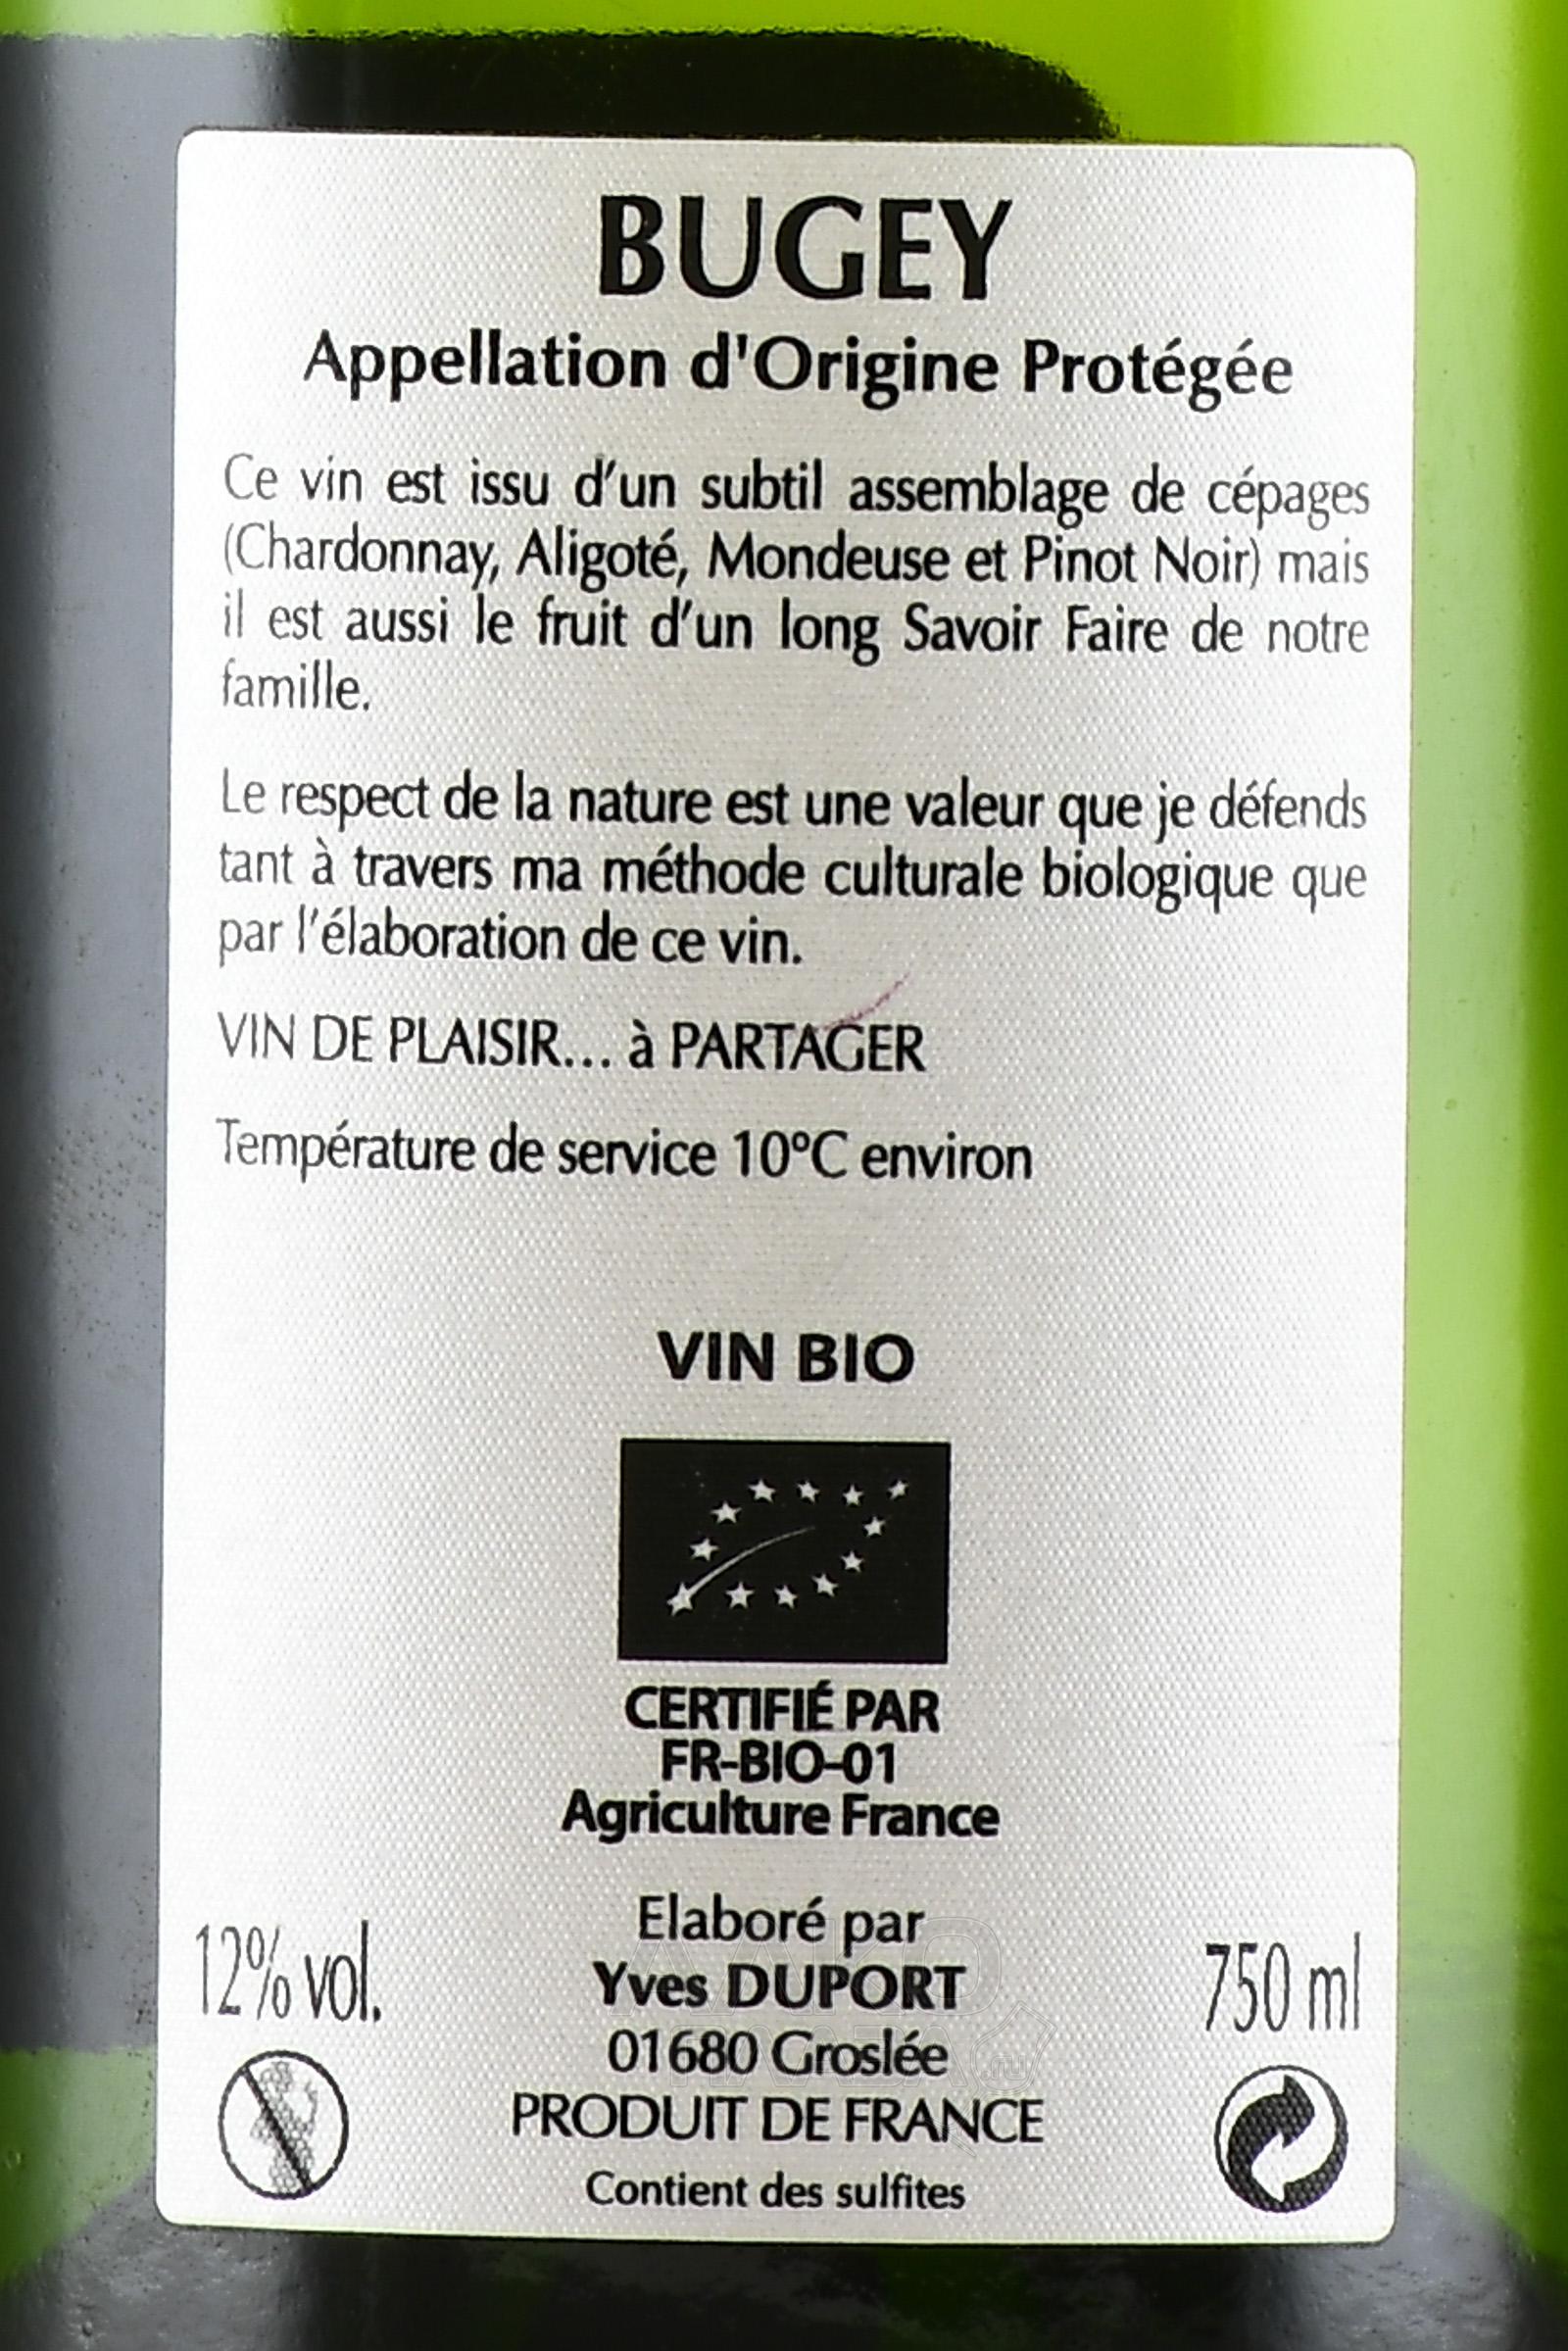 BUGEY
Appellation d'Origine Protégée
Ce vin est issu d'un subtil assemblage de cépages
(Chardonnay, Aligoté, Mondeuse et Pinot Noir) mais
il est aussi le fruit d'un long Savoir Faire de notre
famille.
Le respect de la nature est une valeur que je défends
tant à travers ma méthode culturale biologique que
par l'élaboration de ce vin.
VIN DE PLAISIR... à PARTAGER
Température de service 10°C environ
VIN BIO
CERTIFIÉ PAR
FR-BIO-01
Agriculture France
12% vol.
Elaboré par
Yves DUPORT
01680 Groslée
PRODUIT DE FRANCE
Contient des sulfites
750 ml